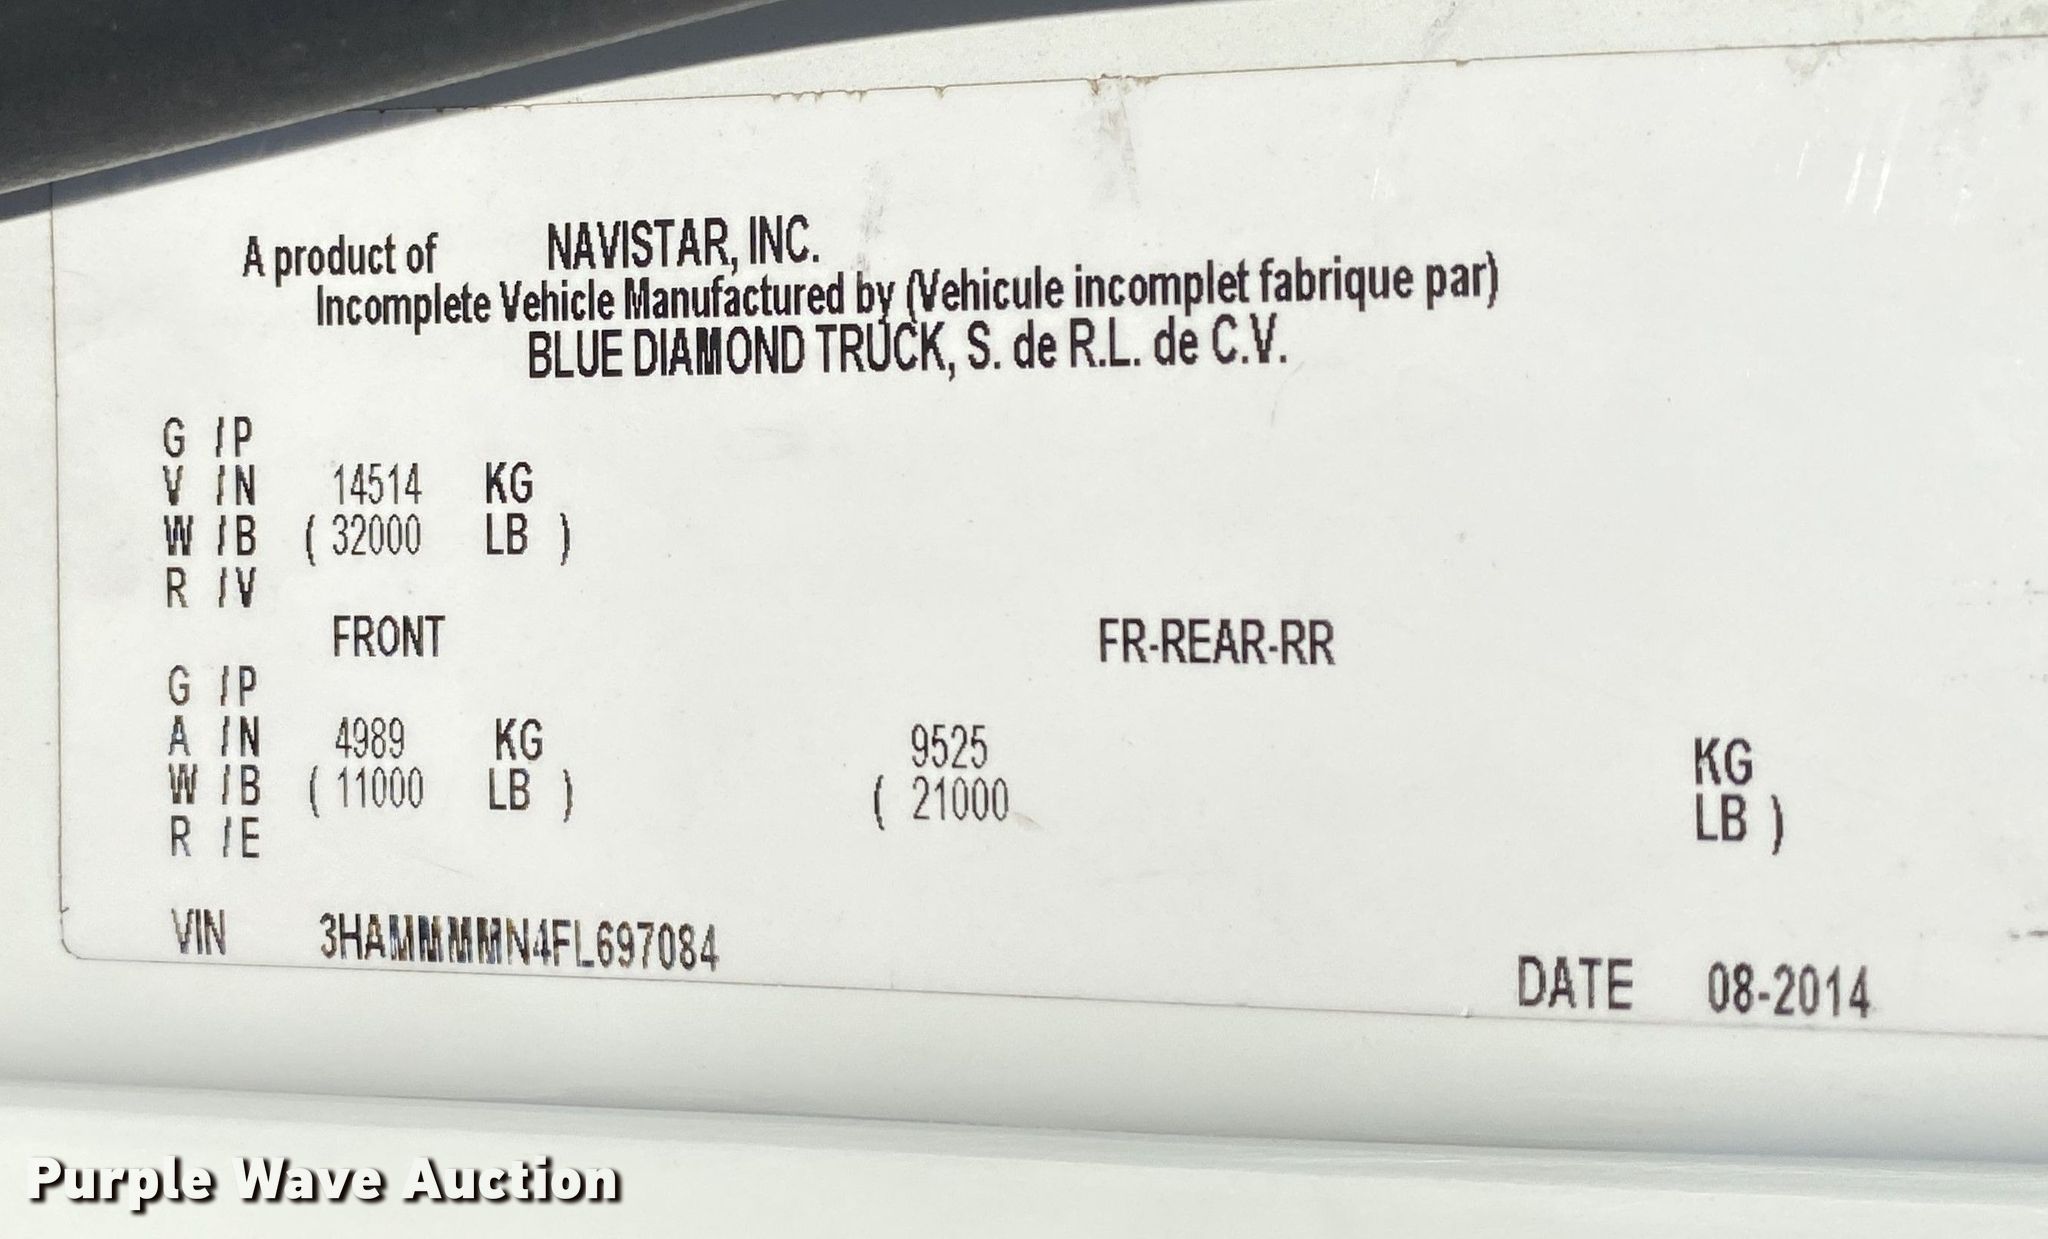 A product of NAVISTAR, INC.
Incomplete Vehicle Manufactured by (Vehicule incomplet fabrique par)
BLUE DIAMOND TRUCK, S. de R.L. de C.V.
G / P
V / N 14514 KG
W / B ( 32000 LB )
R / V
FRONT FR-REAR-RR
G / P
A / N 4989 KG 9525 KG
W / B ( 11000 LB ) ( 21000 LB )
R / E
VIN 3HAMMMMN4FL697084
DATE 08-2014
Purple Wave Auction